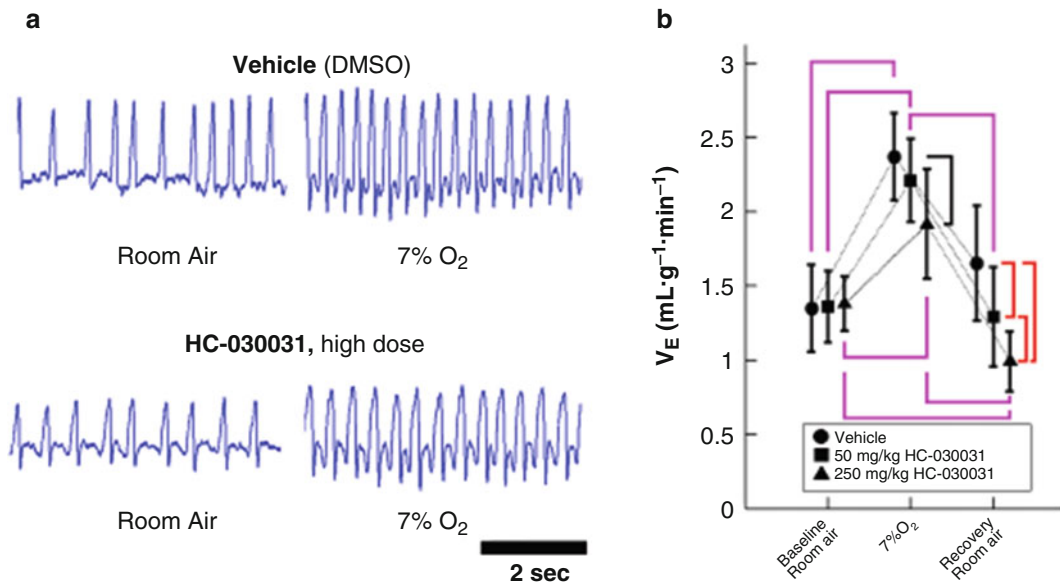 a
Vehicle (DMSO)
Room Air
7% O₂
HC-030031, high dose
Room Air
7% O₂
2 sec
b
V_E (mL·g⁻¹·min⁻¹)
3
2.5
2
1.5
1
0.5
0
Vehicle
50 mg/kg HC-030031
250 mg/kg HC-030031
Baseline
Room air
7%O₂
Recovery
Room air